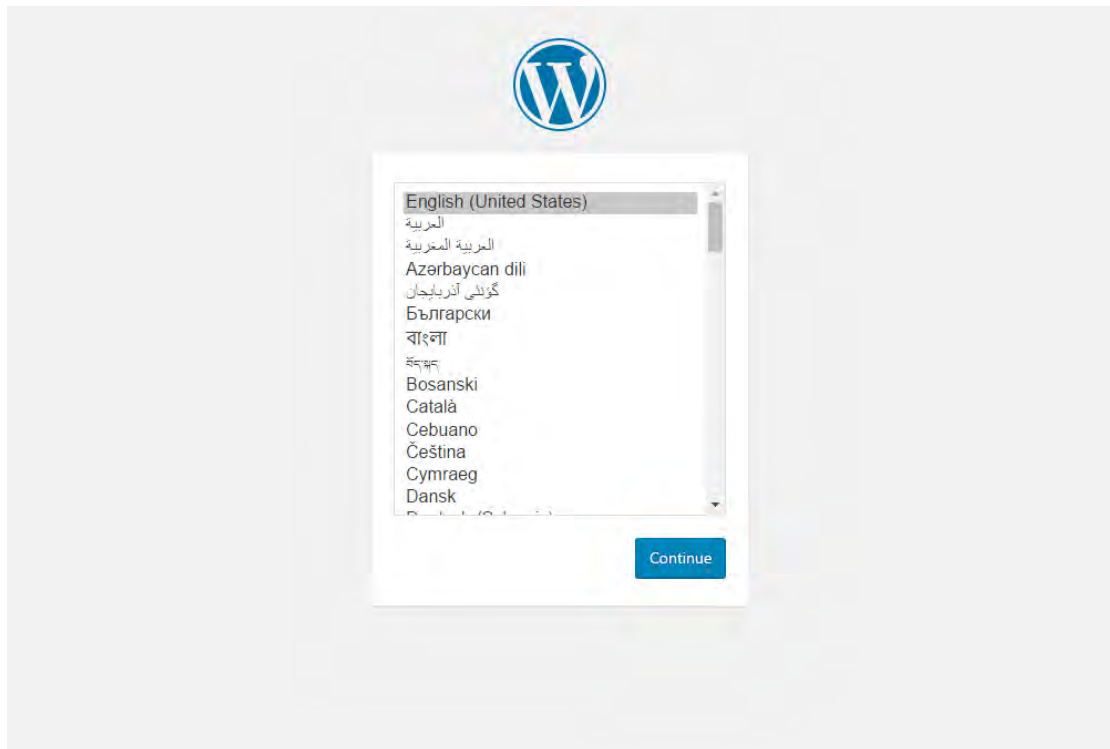 English (United States)
العربية
العربية المغربية
Azərbaycan dili
گؤنئی آذربایجان
Български
বাংলা
བོད་སྐད
Bosanski
Català
Cebuano
Čeština
Cymraeg
Dansk
Continue